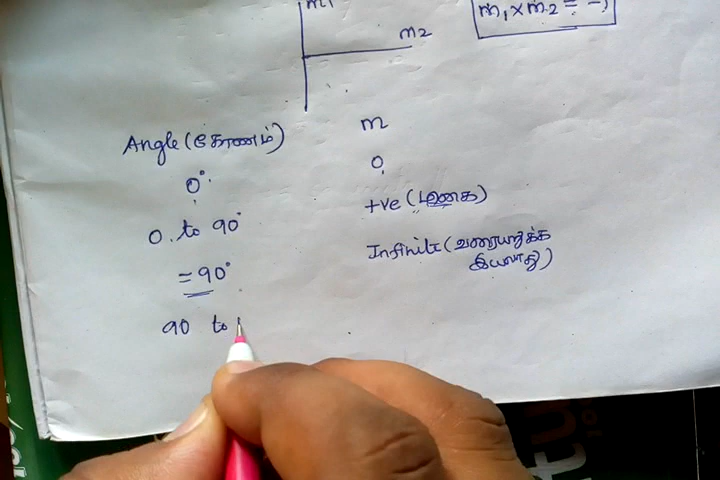 m1
m2
m1 × m2 = -1
Angle (கோணம்) m
0° 0
0 to 90° +ve (மிகை)
= 90° Infinite (வரையறுக்க
இயலாது)
90 to